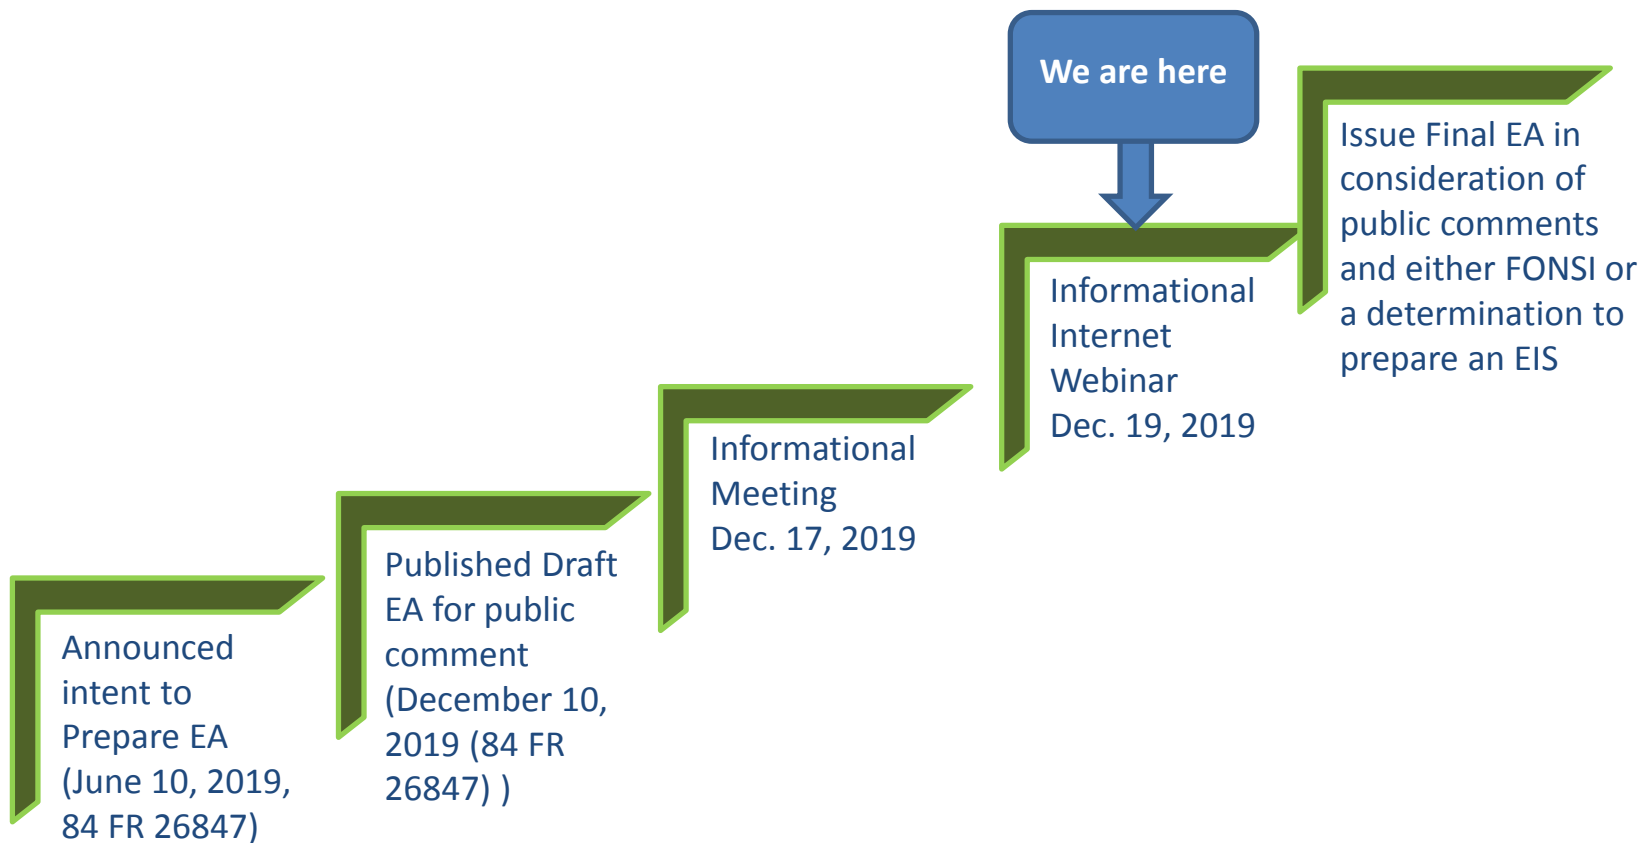 Announced
intent to
Prepare EA
(June 10, 2019,
84 FR 26847)
Published Draft
EA for public
comment
(December 10,
2019 (84 FR
26847) )
Informational
Meeting
Dec. 17, 2019
We are here
Informational
Internet
Webinar
Dec. 19, 2019
Issue Final EA in
consideration of
public comments
and either FONSI or
a determination to
prepare an EIS